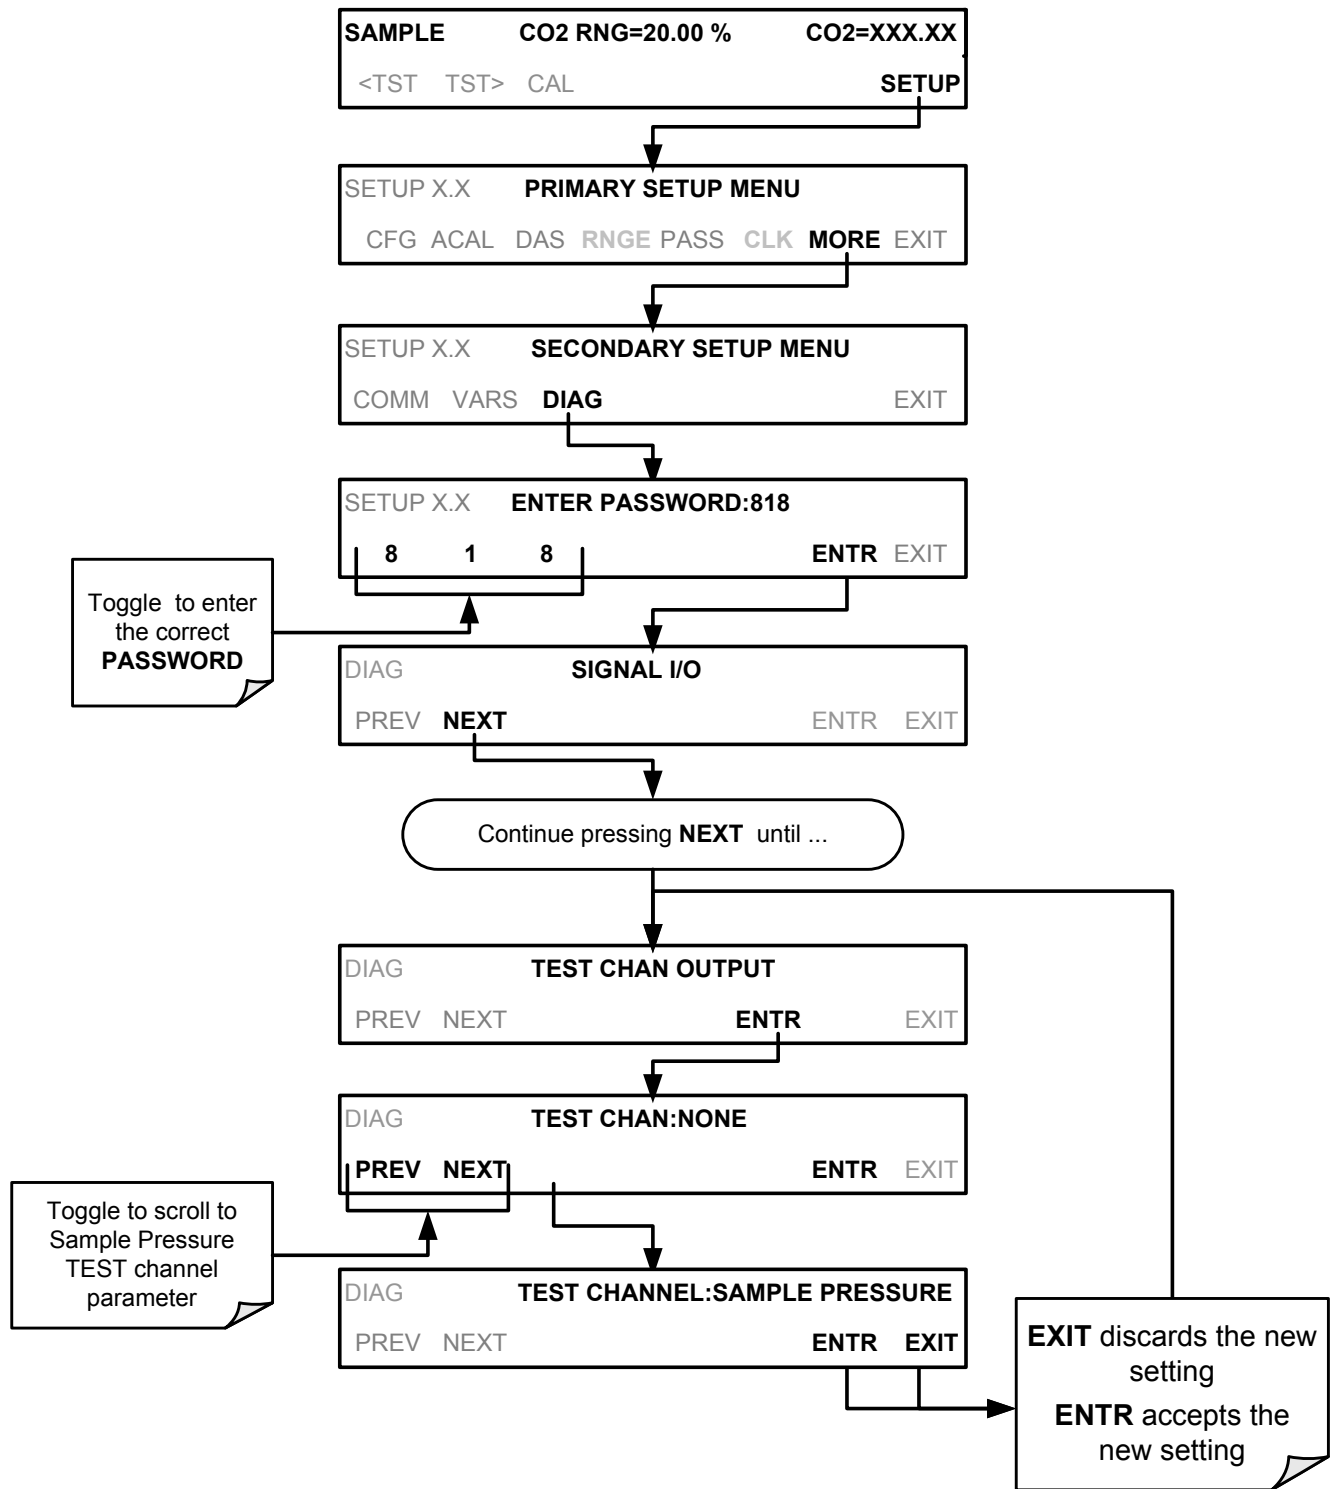 SAMPLE CO2 RNG=20.00 % CO2=XXX.XX
<TST TST> CAL SETUP
SETUP X.X PRIMARY SETUP MENU
CFG ACAL DAS RNGE PASS CLK MORE EXIT
SETUP X.X SECONDARY SETUP MENU
COMM VARS DIAG EXIT
SETUP X.X ENTER PASSWORD:818
8 1 8 ENTR EXIT
Toggle to enter
the correct
PASSWORD
DIAG SIGNAL I/O
PREV NEXT ENTR EXIT
Continue pressing NEXT until ...
DIAG TEST CHAN OUTPUT
PREV NEXT ENTR EXIT
DIAG TEST CHAN:NONE
PREV NEXT ENTR EXIT
Toggle to scroll to
Sample Pressure
TEST channel
parameter
DIAG TEST CHANNEL:SAMPLE PRESSURE
PREV NEXT ENTR EXIT
EXIT discards the new
setting
ENTR accepts the
new setting